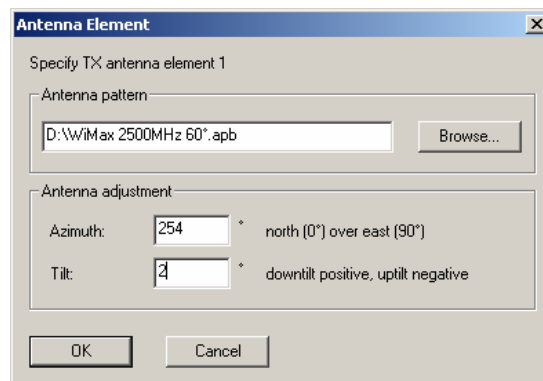 Antenna Element
Specify TX antenna element 1
Antenna pattern
D:\WiMax 2500MHz 60°.apb Browse...
Antenna adjustment
Azimuth: 254 ° north (0°) over east (90°)
Tilt: 2 ° downtilt positive, uptilt negative
OK Cancel